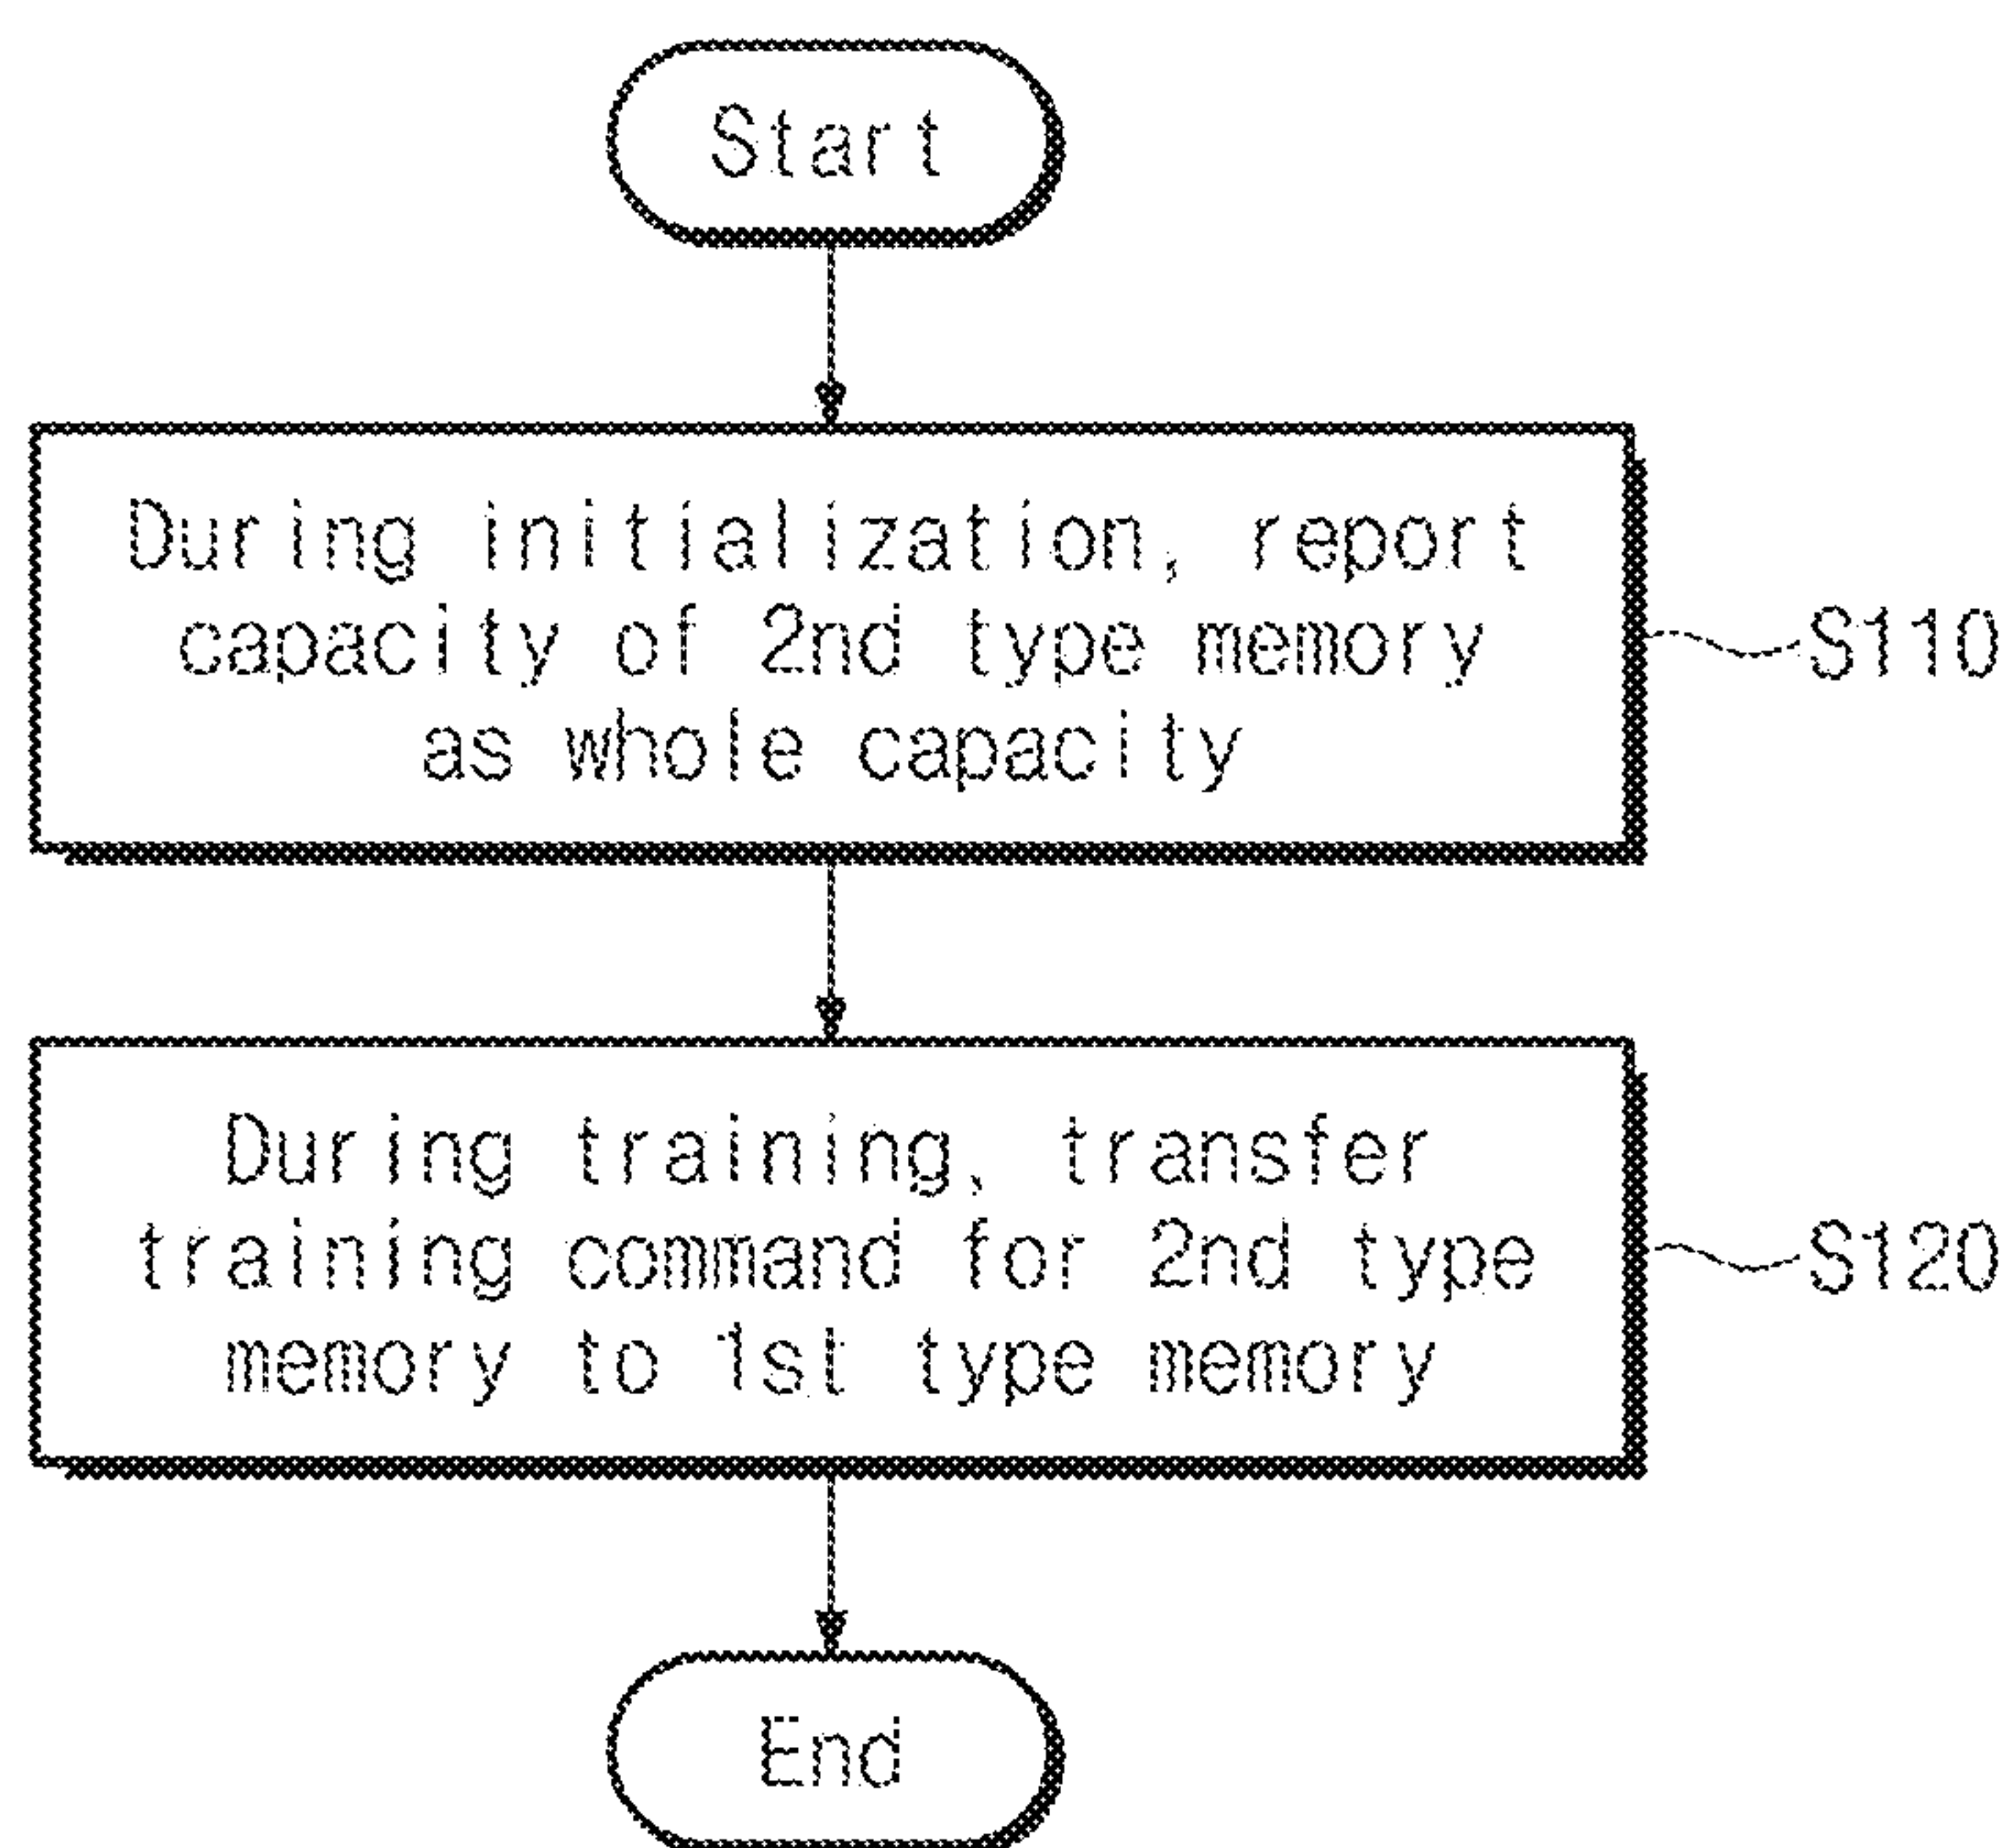 Start
During initialization, report
capacity of 2nd type memory
as whole capacity
S110
During training, transfer
training command for 2nd type
memory to 1st type memory
S120
End